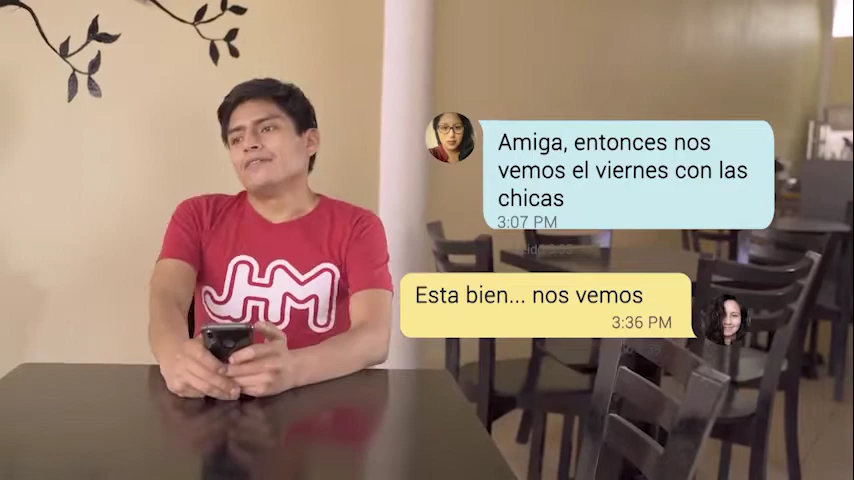 Amiga, entonces nos
vemos el viernes con las
chicas
3:07 PM
Esta bien... nos vemos
3:36 PM
JHM